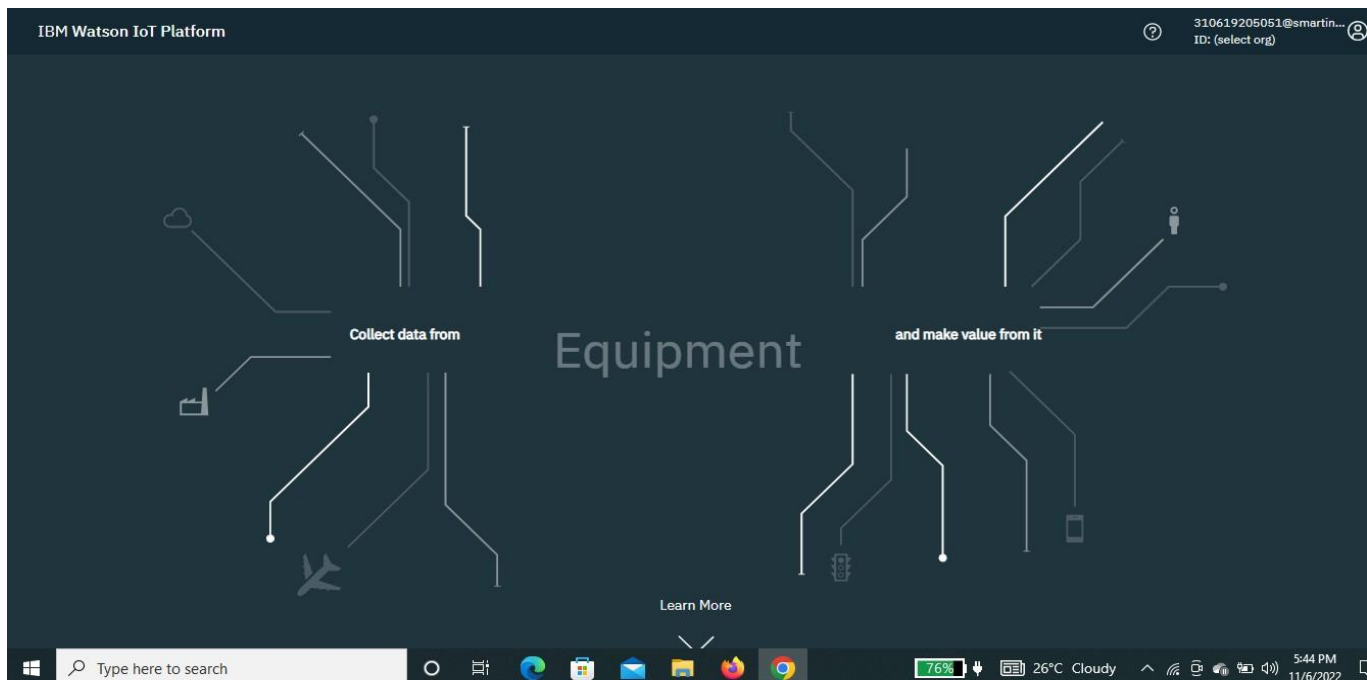 IBM Watson IoT Platform
310619205051@smartin...
ID: (select org)
Collect data from
Equipment
and make value from it
Learn More
Type here to search
76%
26°C Cloudy
5:44 PM
11/6/2022